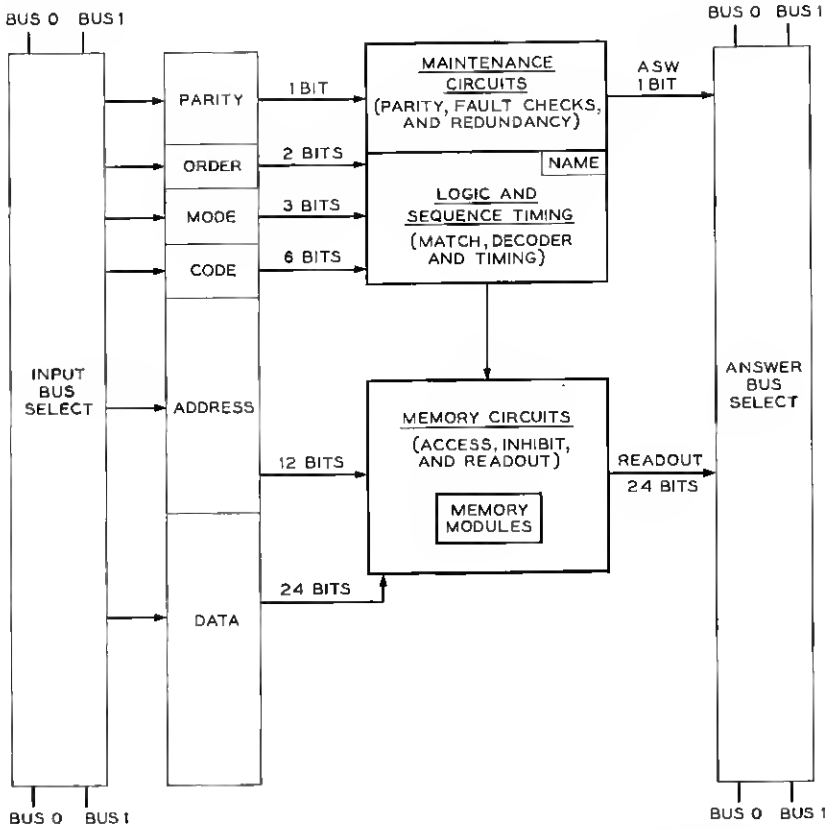 BUS 0 BUS 1
BUS 0 BUS 1
INPUT
BUS
SELECT
PARITY
ORDER
MODE
CODE
ADDRESS
DATA
1 BIT
2 BITS
3 BITS
6 BITS
12 BITS
24 BITS
MAINTENANCE
CIRCUITS
(PARITY, FAULT CHECKS,
AND REDUNDANCY)
NAME
LOGIC AND
SEQUENCE TIMING
(MATCH, DECODER
AND TIMING)
MEMORY CIRCUITS
(ACCESS, INHIBIT,
AND READOUT)
MEMORY
MODULES
ASW
1 BIT
READOUT
24 BITS
ANSWER
BUS
SELECT
BUS 0 BUS 1
BUS 0 BUS 1